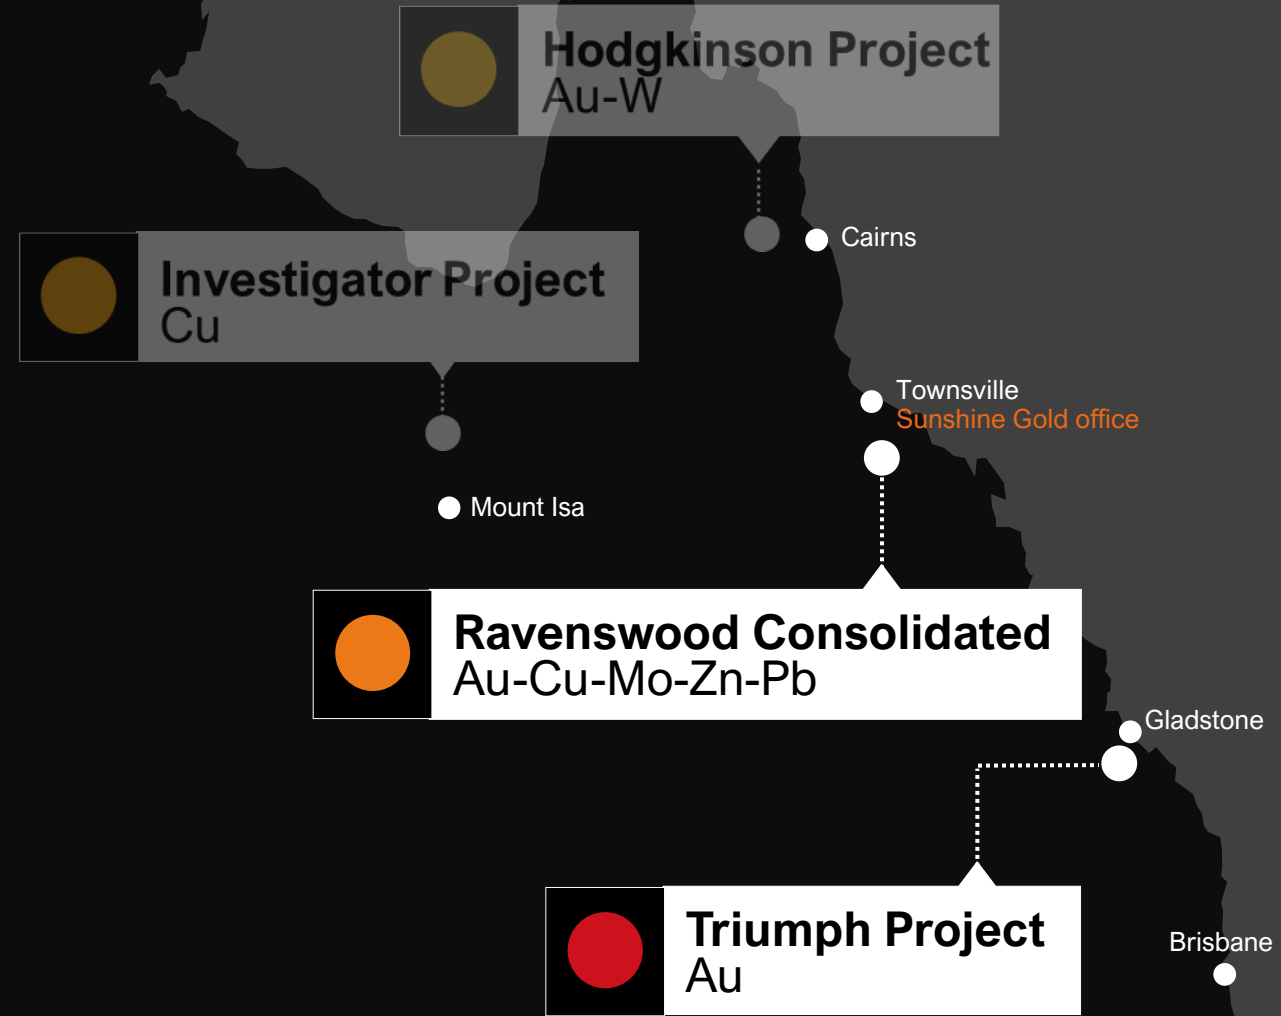 Hodgkinson Project
Au-W
Cairns
Investigator Project
Cu
Townsville
Sunshine Gold office
Mount Isa
Ravenswood Consolidated
Au-Cu-Mo-Zn-Pb
Gladstone
Triumph Project
Au
Brisbane